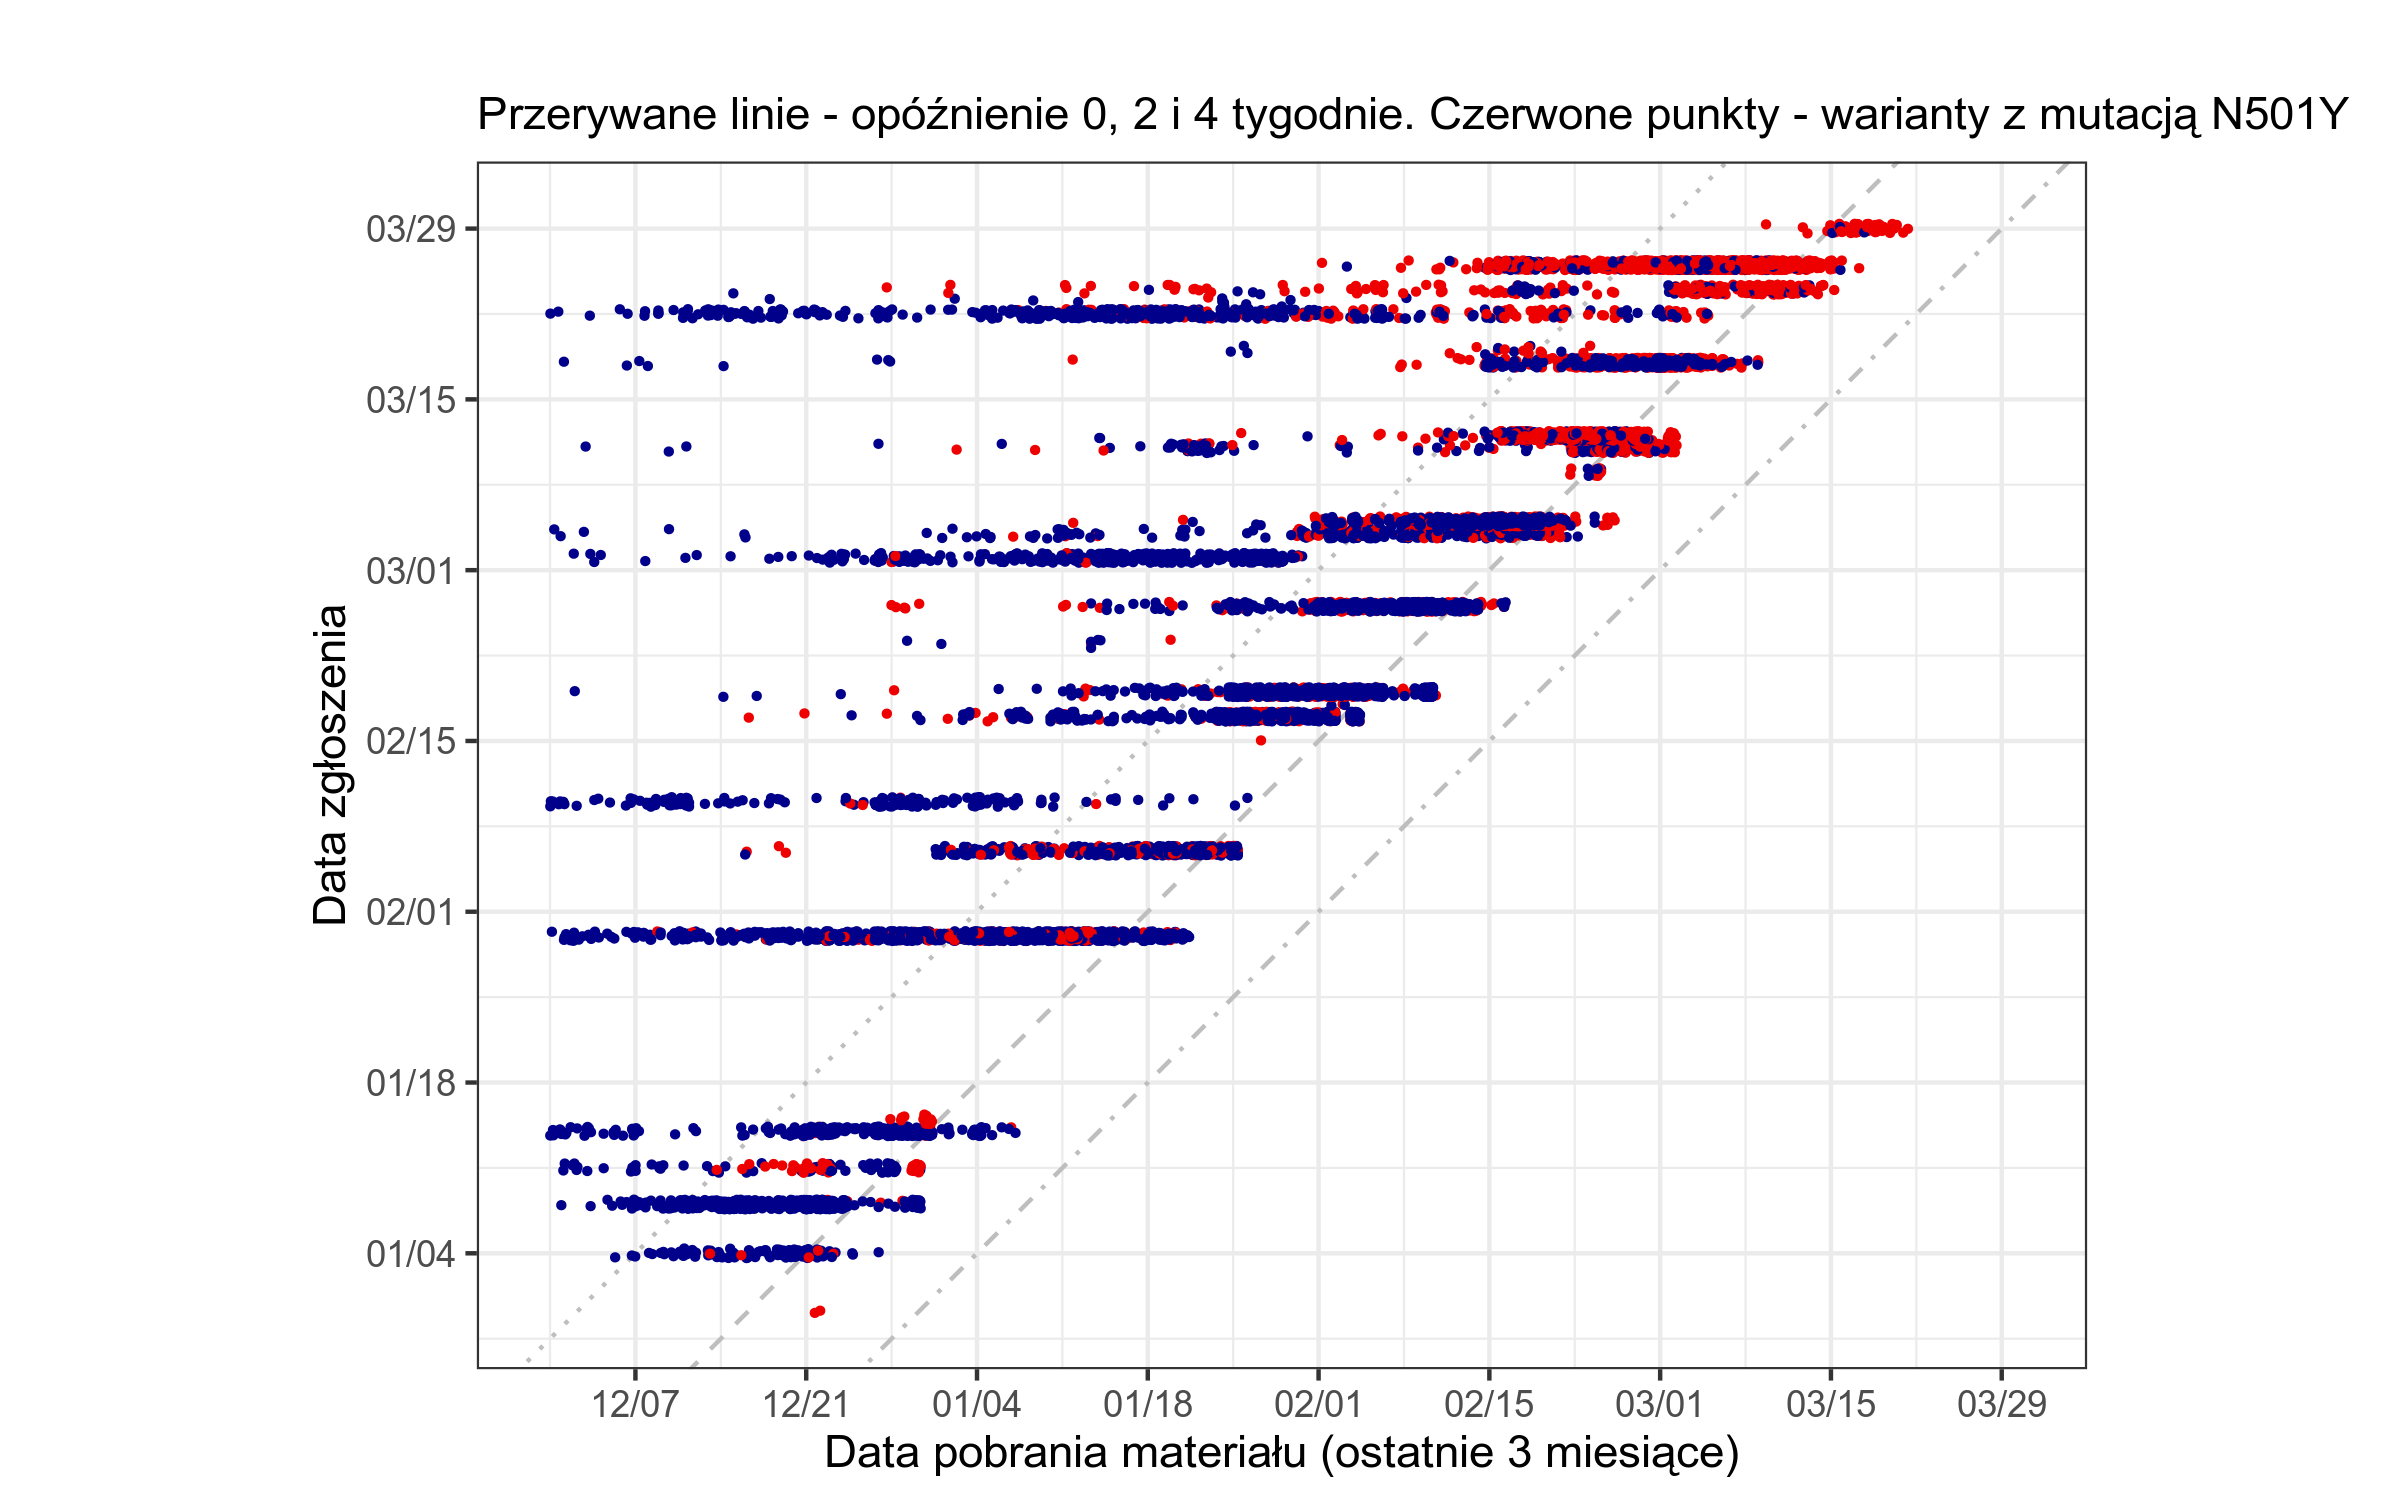 Przerywane linie - opóźnienie 0, 2 i 4 tygodnie. Czerwone punkty - warianty z mutacją N501Y
Data zgłoszenia
03/29
03/15
03/01
02/15
02/01
01/18
01/04
12/07 12/21 01/04 01/18 02/01 02/15 03/01 03/15 03/29
Data pobrania materiału (ostatnie 3 miesiące)